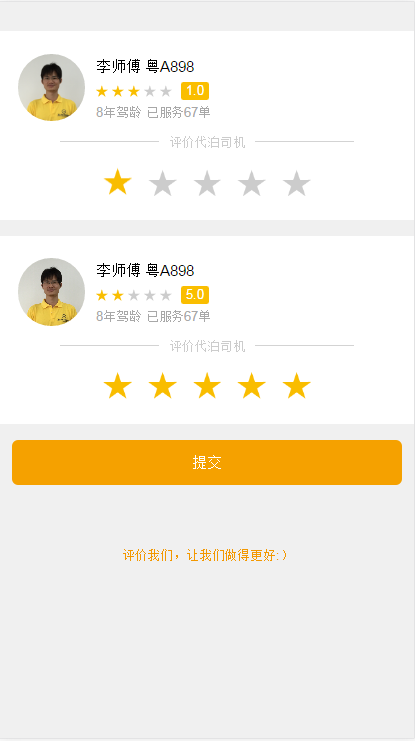 李师傅 粤A898
1.0
8年驾龄 已服务67单
评价代泊司机
李师傅 粤A898
5.0
8年驾龄 已服务67单
评价代泊司机
提交
评价我们，让我们做得更好:）